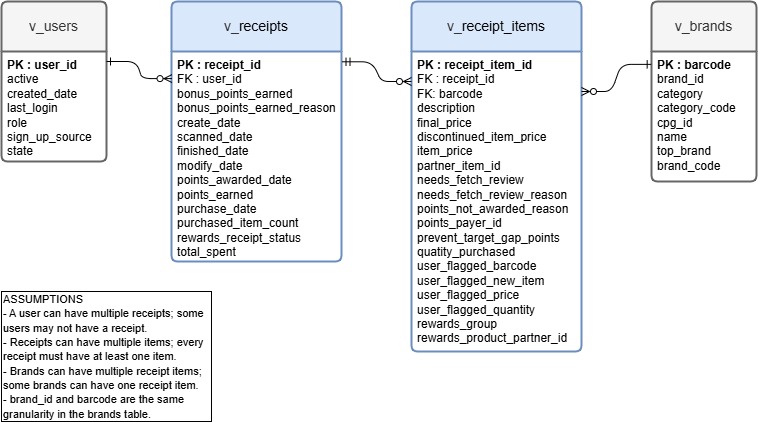 v_users
PK : user_id
active
created_date
last_login
role
sign_up_source
state
v_receipts
PK : receipt_id
FK : user_id
bonus_points_earned
bonus_points_earned_reason
create_date
scanned_date
finished_date
modify_date
points_awarded_date
points_earned
purchase_date
purchased_item_count
rewards_receipt_status
total_spent
v_receipt_items
PK : receipt_item_id
FK : receipt_id
FK: barcode
description
final_price
discontinued_item_price
item_price
partner_item_id
needs_fetch_review
needs_fetch_review_reason
points_not_awarded_reason
points_payer_id
prevent_target_gap_points
quatity_purchased
user_flagged_barcode
user_flagged_new_item
user_flagged_price
user_flagged_quantity
rewards_group
rewards_product_partner_id
v_brands
PK : barcode
brand_id
category
category_code
cpg_id
name
top_brand
brand_code
ASSUMPTIONS
- A user can have multiple receipts; some
users may not have a receipt.
- Receipts can have multiple items; every
receipt must have at least one item.
- Brands can have multiple receipt items;
some brands can have one receipt item.
- brand_id and barcode are the same
granularity in the brands table.